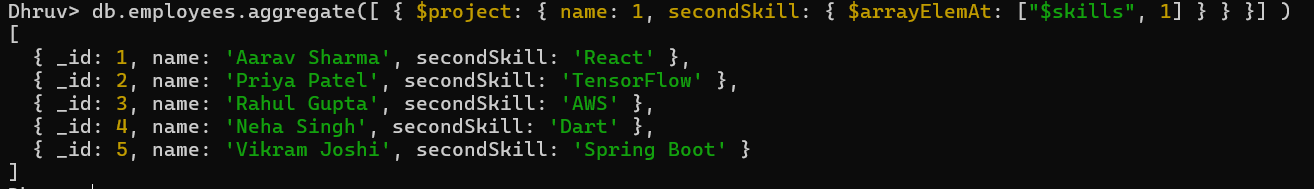 Dhruv> db.employees.aggregate([ { $project: { name: 1, secondSkill: { $arrayElemAt: ["$skills", 1] } } }] )
[
  { _id: 1, name: 'Aarav Sharma', secondSkill: 'React' },
  { _id: 2, name: 'Priya Patel', secondSkill: 'TensorFlow' },
  { _id: 3, name: 'Rahul Gupta', secondSkill: 'AWS' },
  { _id: 4, name: 'Neha Singh', secondSkill: 'Dart' },
  { _id: 5, name: 'Vikram Joshi', secondSkill: 'Spring Boot' }
]